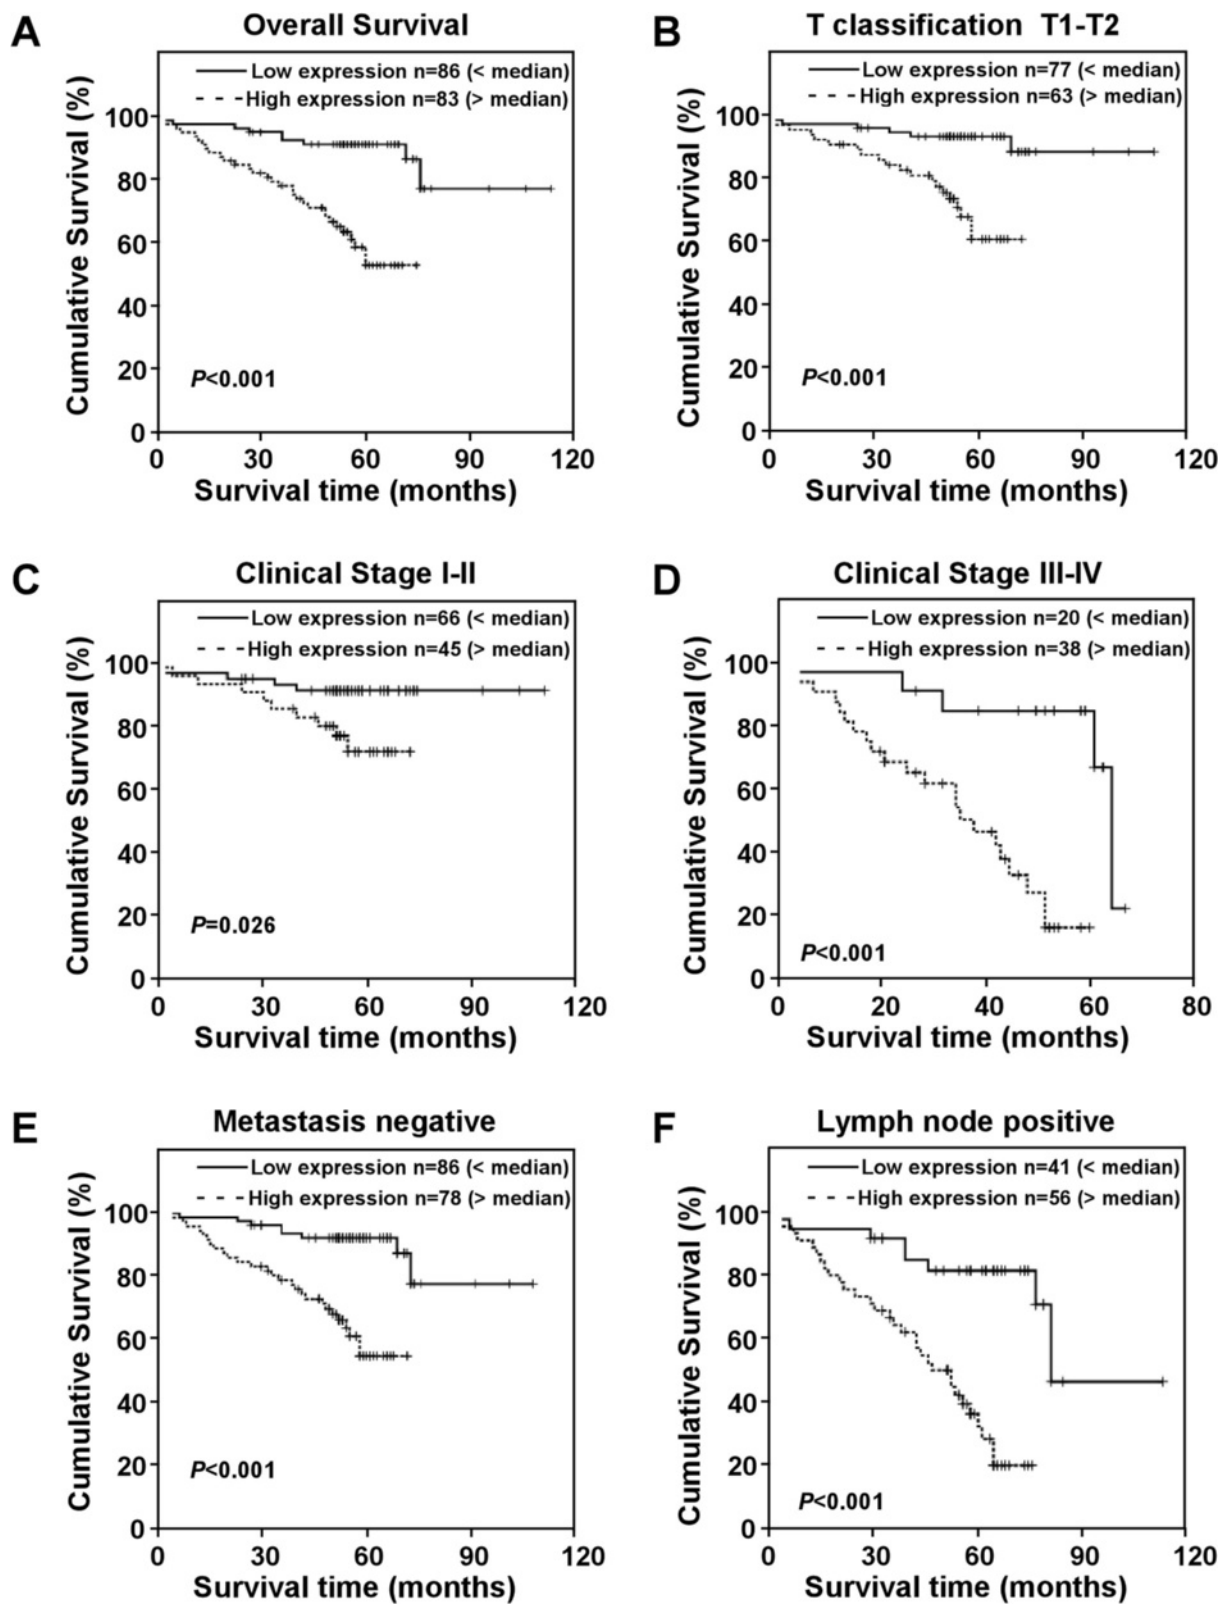 A
Overall Survival
Low expression n=86 (< median)
High expression n=83 (> median)
Cumulative Survival (%)
100
80
60
40
20
0
P<0.001
0 30 60 90 120
Survival time (months)
B
T classification T1-T2
Low expression n=77 (< median)
High expression n=63 (> median)
Cumulative Survival (%)
100
80
60
40
20
0
P<0.001
0 30 60 90 120
Survival time (months)
C
Clinical Stage I-II
Low expression n=66 (< median)
High expression n=45 (> median)
Cumulative Survival (%)
100
80
60
40
20
0
P=0.026
0 30 60 90 120
Survival time (months)
D
Clinical Stage III-IV
Low expression n=20 (< median)
High expression n=38 (> median)
Cumulative Survival (%)
100
80
60
40
20
0
P<0.001
0 20 40 60 80
Survival time (months)
E
Metastasis negative
Low expression n=86 (< median)
High expression n=78 (> median)
Cumulative Survival (%)
100
80
60
40
20
0
P<0.001
0 30 60 90 120
Survival time (months)
F
Lymph node positive
Low expression n=41 (< median)
High expression n=56 (> median)
Cumulative Survival (%)
100
80
60
40
20
0
P<0.001
0 30 60 90 120
Survival time (months)